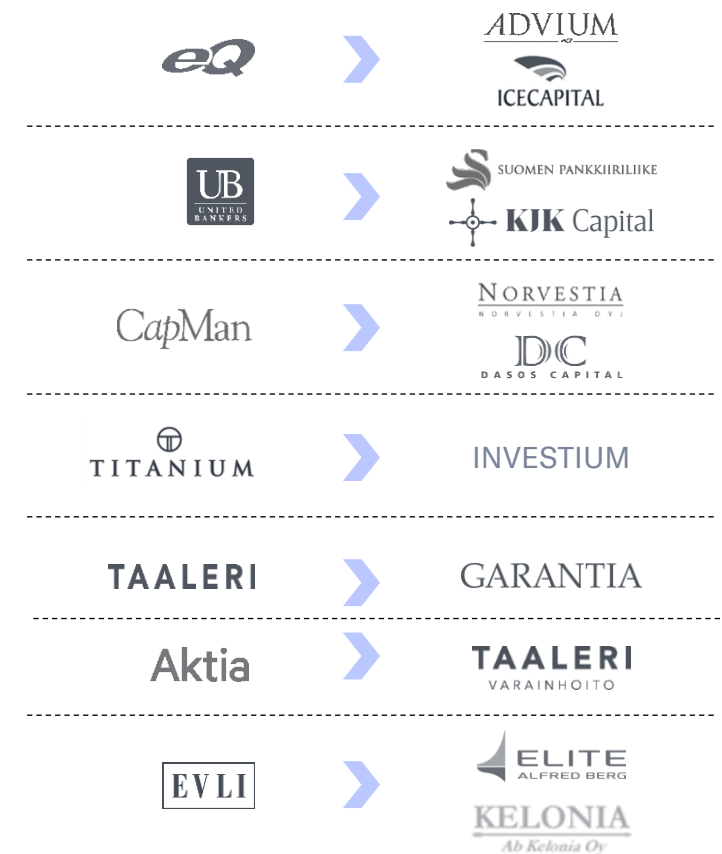 eQ
ADVIUM
eQ
ICECAPITAL
UB
UNITED
BANKERS
SUOMEN PANKKIIRILIIKE
KJK Capital
CapMan
NORVESTIA
NORVESTIA OYJ
DC
DASOS CAPITAL
TITANIUM
INVESTIUM
TAALERI
GARANTIA
Aktia
TAALERI
VARAINHOITO
EVLI
ELITE
ALFRED BERG
KELONIA
Ab Kelonia Oy